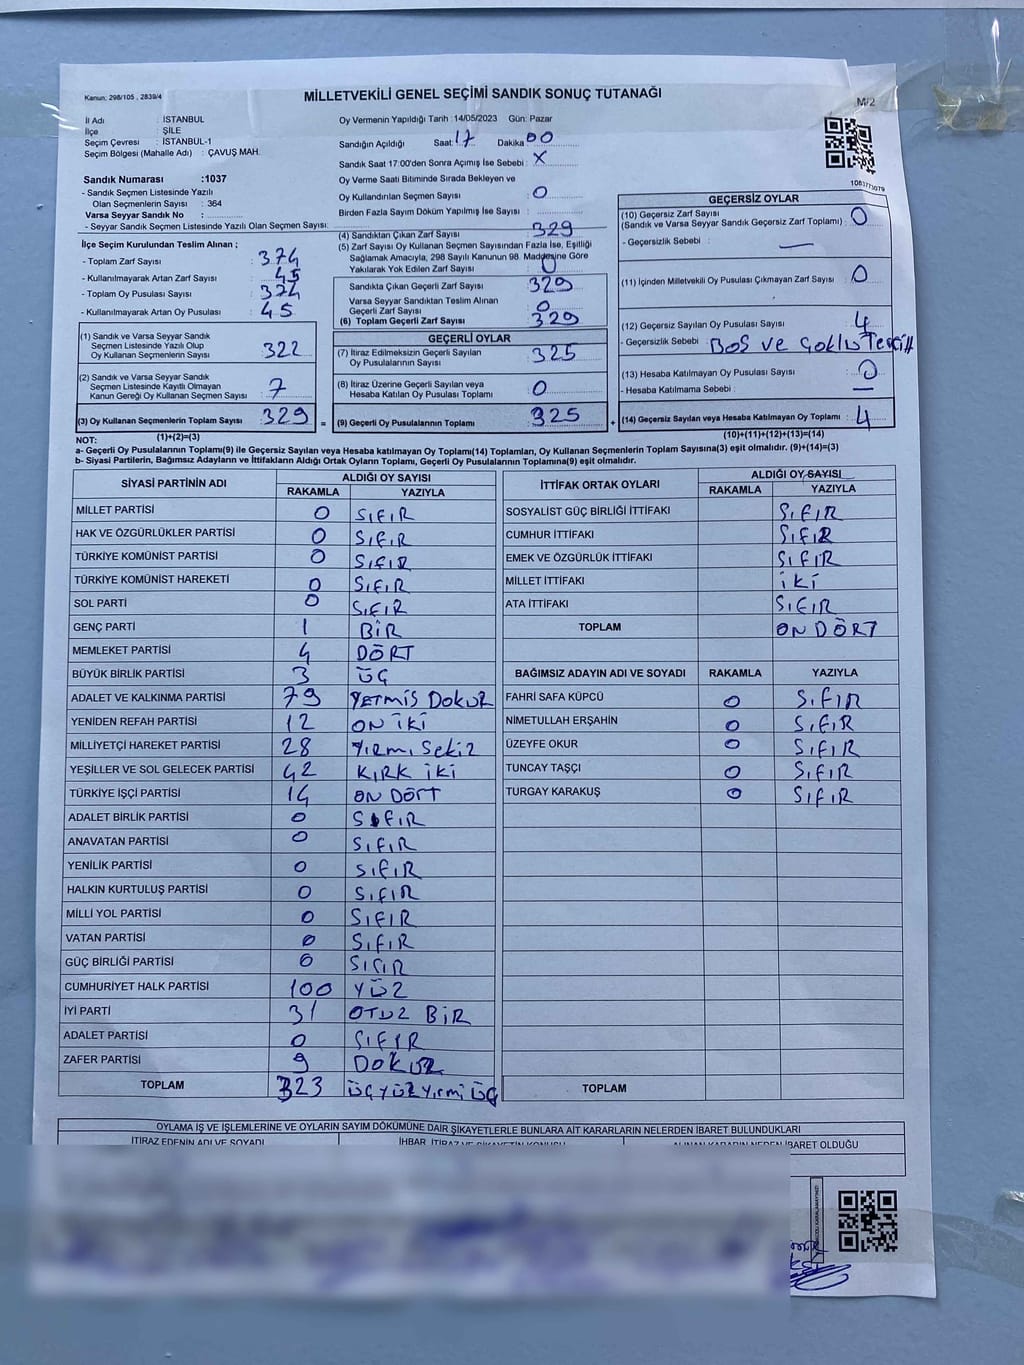 Kanun: 298/105 , 2839/4
MİLLETVEKİLİ GENEL SEÇİMİ SANDIK SONUÇ TUTANAĞI
M/2
İl Adı : İSTANBUL
İlçe : ŞİLE
Seçim Çevresi : İSTANBUL-1
Seçim Bölgesi (Mahalle Adı) : ÇAVUŞ MAH.
Sandık Numarası :1037
- Sandık Seçmen Listesinde Yazılı
Olan Seçmenlerin Sayısı : 364
Varsa Seyyar Sandık No :
- Seyyar Sandık Seçmen Listesinde Yazılı Olan Seçmen Sayısı:
Oy Vermenin Yapıldığı Tarih :14/05/2023 Gün: Pazar
Sandığın Açıldığı Saat: 17 Dakika 00
Sandık Saat 17:00'den Sonra Açımış İse Sebebi : X
Oy Verme Saati Bitiminde Sırada Bekleyen ve
Oy Kullandırılan Seçmen Sayısı : 0
Birden Fazla Sayım Döküm Yapılmış İse Sayısı :
1083773079
İlçe Seçim Kurulundan Teslim Alınan ;
- Toplam Zarf Sayısı : 374
- Kullanılmayarak Artan Zarf Sayısı : 45
- Toplam Oy Pusulası Sayısı : 374
- Kullanılmayarak Artan Oy Pusulası : 45
(1) Sandık ve Varsa Seyyar Sandık
Seçmen Listesinde Yazılı Olup
Oy Kullanan Seçmenlerin Sayısı : 322
(2) Sandık ve Varsa Seyyar Sandık
Seçmen Listesinde Kayıtlı Olmayan
Kanun Gereği Oy Kullanan Seçmen Sayısı : 7
(3) Oy Kullanan Seçmenlerin Toplam Sayısı : 329
(1)+(2)=(3)
(4) Sandıktan Çıkan Zarf Sayısı : 329
(5) Zarf Sayısı Oy Kullanan Seçmen Sayısından Fazla İse, Eşitliği
Sağlamak Amacıyla, 298 Sayılı Kanunun 98. Maddesine Göre
Yakılarak Yok Edilen Zarf Sayısı : 0
Sandıkta Çıkan Geçerli Zarf Sayısı : 329
Varsa Seyyar Sandıktan Teslim Alınan
Geçerli Zarf Sayısı : 0
(6) Toplam Geçerli Zarf Sayısı : 329
GEÇERLİ OYLAR
(7) İtiraz Edilmeksizin Geçerli Sayılan
Oy Pusulalarının Sayısı : 325
(8) İtiraz Üzerine Geçerli Sayılan veya
Hesaba Katılan Oy Pusulası Toplamı : 0
= (9) Geçerli Oy Pusulalarının Toplamı : 325 +
GEÇERSİZ OYLAR
(10) Geçersiz Zarf Sayısı : 0
(Sandık ve Varsa Seyyar Sandık Geçersiz Zarf Toplamı)
- Geçersizlik Sebebi : —
(11) İçinden Milletvekili Oy Pusulası Çıkmayan Zarf Sayısı : 0
(12) Geçersiz Sayılan Oy Pusulası Sayısı : 4
- Geçersizlik Sebebi : BOŞ VE ÇOKLU TERCİH
(13) Hesaba Katılmayan Oy Pusulası Sayısı : 0
- Hesaba Katılmama Sebebi : —
(14) Geçersiz Sayılan veya Hesaba Katılmayan Oy Toplamı : 4
(10)+(11)+(12)+(13)=(14)
NOT:
a- Geçerli Oy Pusulalarının Toplamı(9) ile Geçersiz Sayılan veya Hesaba katılmayan Oy Toplamı(14) Toplamları, Oy Kullanan Seçmenlerin Toplam Sayısına(3) eşit olmalıdır. (9)+(14)=(3)
b- Siyasi Partilerin, Bağımsız Adayların ve İttifakların Aldığı Ortak Oyların Toplamı, Geçerli Oy Pusulalarının Toplamına(9) eşit olmalıdır.
SİYASİ PARTİNİN ADI ALDIĞI OY SAYISI
RAKAMLA YAZIYLA
MİLLET PARTİSİ 0 SIFIR
HAK VE ÖZGÜRLÜKLER PARTİSİ 0 SIFIR
TÜRKİYE KOMÜNİST PARTİSİ 0 SIFIR
TÜRKİYE KOMÜNİST HAREKETİ 0 SIFIR
SOL PARTİ 0 SIFIR
GENÇ PARTİ 1 BİR
MEMLEKET PARTİSİ 4 DÖRT
BÜYÜK BİRLİK PARTİSİ 3 ÜÇ
ADALET VE KALKINMA PARTİSİ 79 YETMİŞ DOKUZ
YENİDEN REFAH PARTİSİ 12 ON İKİ
MİLLİYETÇİ HAREKET PARTİSİ 28 Yirmi Sekiz
YEŞİLLER VE SOL GELECEK PARTİSİ 42 KIRK İKİ
TÜRKİYE İŞÇİ PARTİSİ 14 ON DÖRT
ADALET BİRLİK PARTİSİ 0 SIFIR
ANAVATAN PARTİSİ 0 SIFIR
YENİLİK PARTİSİ 0 SIFIR
HALKIN KURTULUŞ PARTİSİ 0 SIFIR
MİLLİ YOL PARTİSİ 0 SIFIR
VATAN PARTİSİ 0 SIFIR
GÜÇ BİRLİĞİ PARTİSİ 0 SIFIR
CUMHURİYET HALK PARTİSİ 100 YÜZ
İYİ PARTİ 31 OTUZ BİR
ADALET PARTİSİ 0 SIFIR
ZAFER PARTİSİ 9 DOKUZ
TOPLAM 323 ÜÇYÜZ YİRMİ ÜÇ
İTTİFAK ORTAK OYLARI ALDIĞI OY SAYISI
RAKAMLA YAZIYLA
SOSYALİST GÜÇ BİRLİĞİ İTTİFAKI SIFIR
CUMHUR İTTİFAKI SIFIR
EMEK VE ÖZGÜRLÜK İTTİFAKI SIFIR
MİLLET İTTİFAKI İKİ
ATA İTTİFAKI SIFIR
TOPLAM ON DÖRT
BAĞIMSIZ ADAYIN ADI VE SOYADI RAKAMLA YAZIYLA
FAHRİ SAFA KÜPCÜ 0 SIFIR
NİMETULLAH ERŞAHİN 0 SIFIR
ÜZEYFE OKUR 0 SIFIR
TUNCAY TAŞÇI 0 SIFIR
TURGAY KARAKUŞ 0 SIFIR
TOPLAM
OYLAMA İŞ VE İŞLEMLERİNE VE OYLARIN SAYIM DÖKÜMÜNE DAİR ŞİKAYETLERLE BUNLARA AİT KARARLARIN NELERDEN İBARET BULUNDUKLARI
İTİRAZ EDENİN ADI VE SOYADI İHBAR, İTİRAZ VE ŞİKAYETİN KONUSU ALINAN KARARIN NEDEN İBARET OLDUĞU